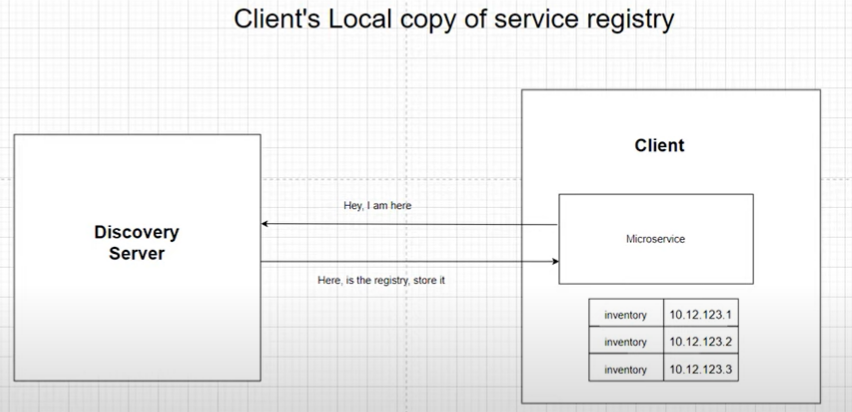 Client's Local copy of service registry
Client
Hey, I am here
Discovery
Server
Microservice
Here, is the registry, store it
inventory 10.12.123.1
inventory 10.12.123.2
inventory 10.12.123.3